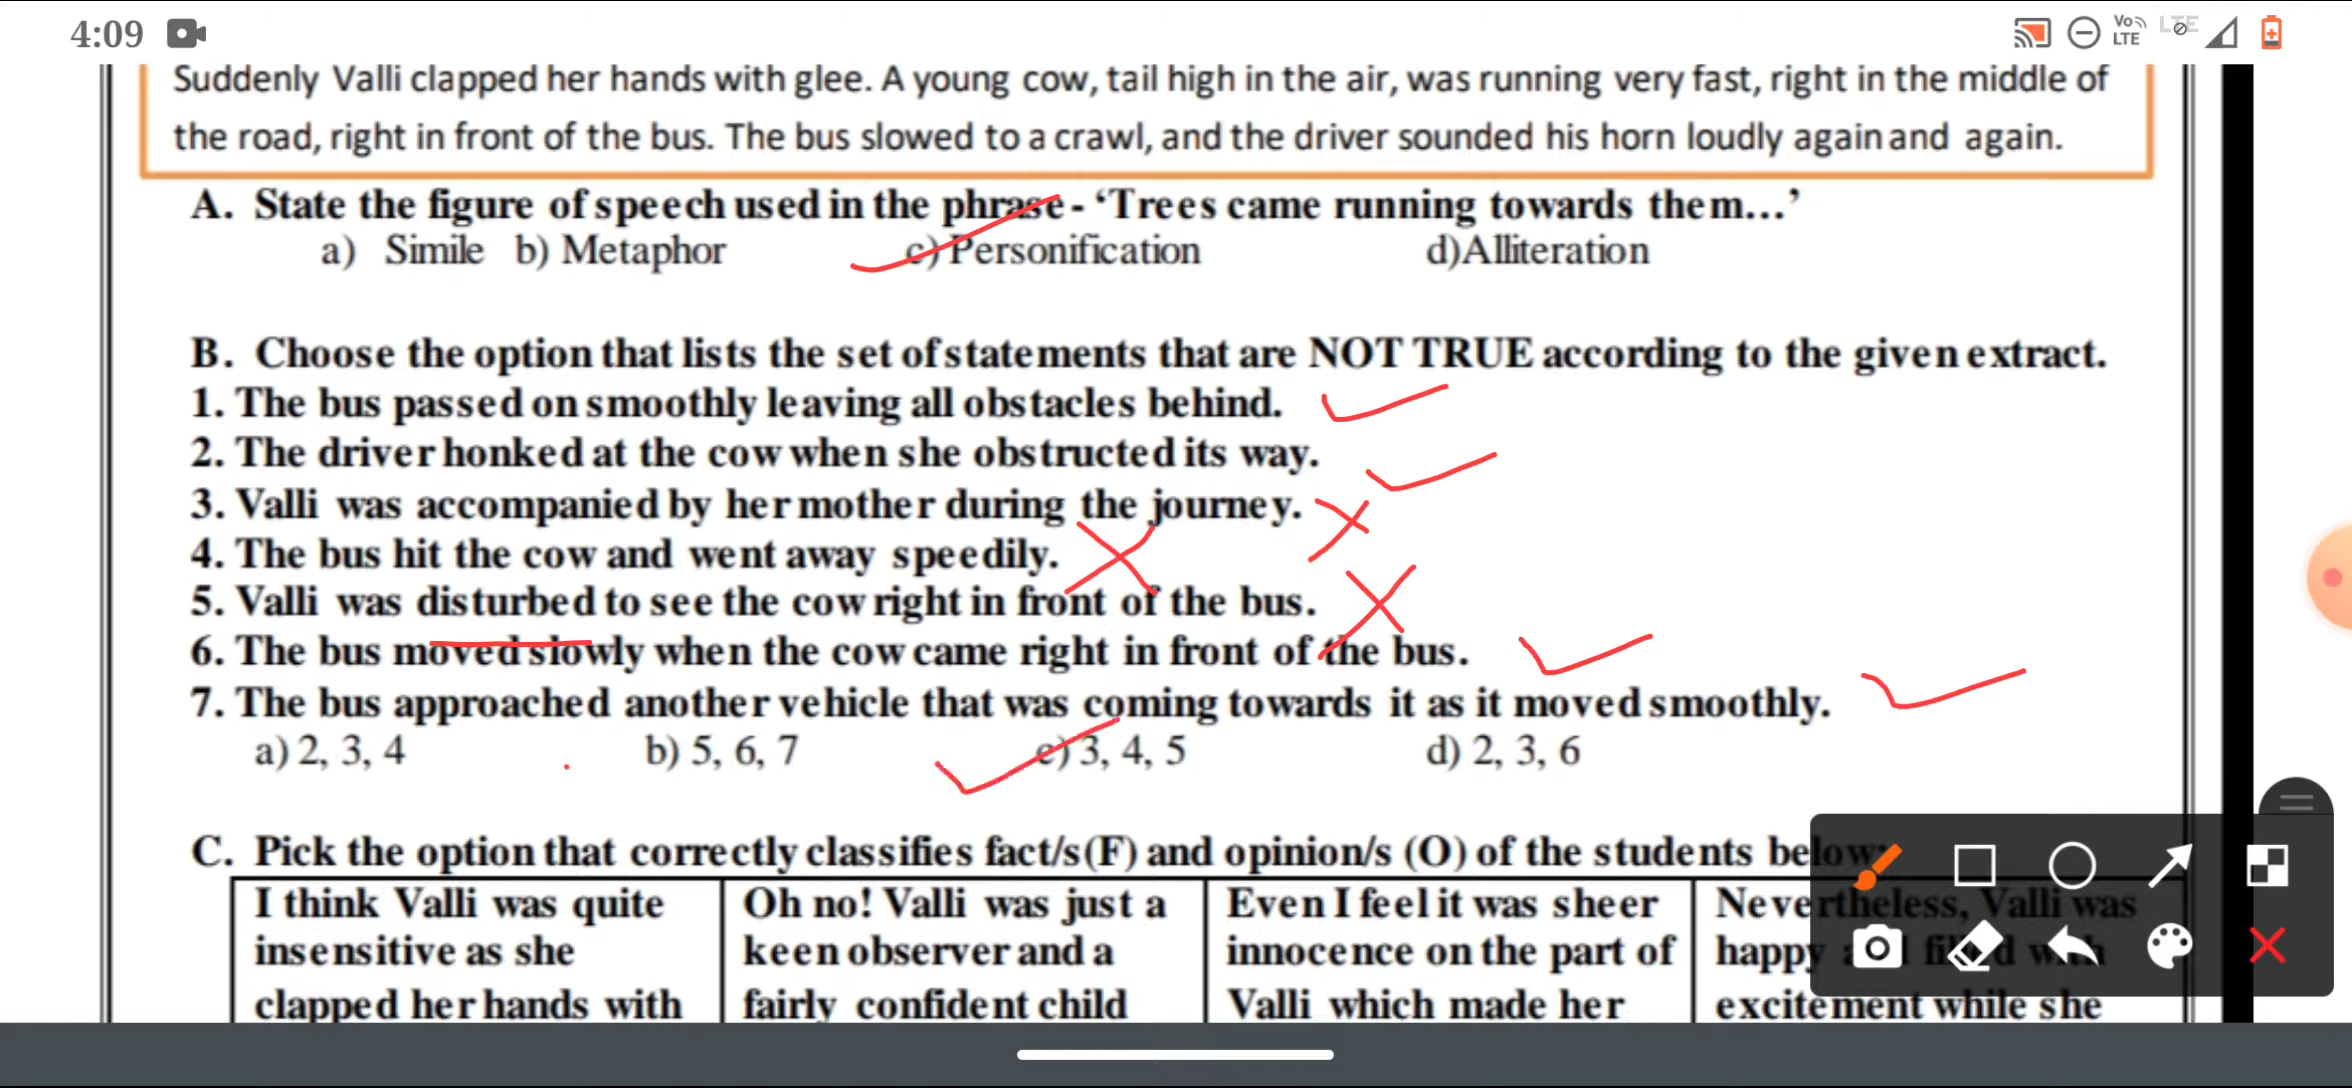 4:09
Vo LTE LTE
Suddenly Valli clapped her hands with glee. A young cow, tail high in the air, was running very fast, right in the middle of
the road, right in front of the bus. The bus slowed to a crawl, and the driver sounded his horn loudly again and again.
A. State the figure of speech used in the phrase - ‘Trees came running towards them...’
a) Simile b) Metaphor c) Personification d)Alliteration
B. Choose the option that lists the set of statements that are NOT TRUE according to the given extract.
1. The bus passed on smoothly leaving all obstacles behind.
2. The driver honked at the cow when she obstructed its way.
3. Valli was accompanied by her mother during the journey.
4. The bus hit the cow and went away speedily.
5. Valli was disturbed to see the cow right in front of the bus.
6. The bus moved slowly when the cow came right in front of the bus.
7. The bus approached another vehicle that was coming towards it as it moved smoothly.
a) 2, 3, 4 b) 5, 6, 7 c) 3, 4, 5 d) 2, 3, 6
C. Pick the option that correctly classifies fact/s (F) and opinion/s (O) of the students below
I think Valli was quite
insensitive as she
clapped her hands with
Oh no! Valli was just a
keen observer and a
fairly confident child
Even I feel it was sheer
innocence on the part of
Valli which made her
Nevertheless, Valli was
happy filled with
excitement while she